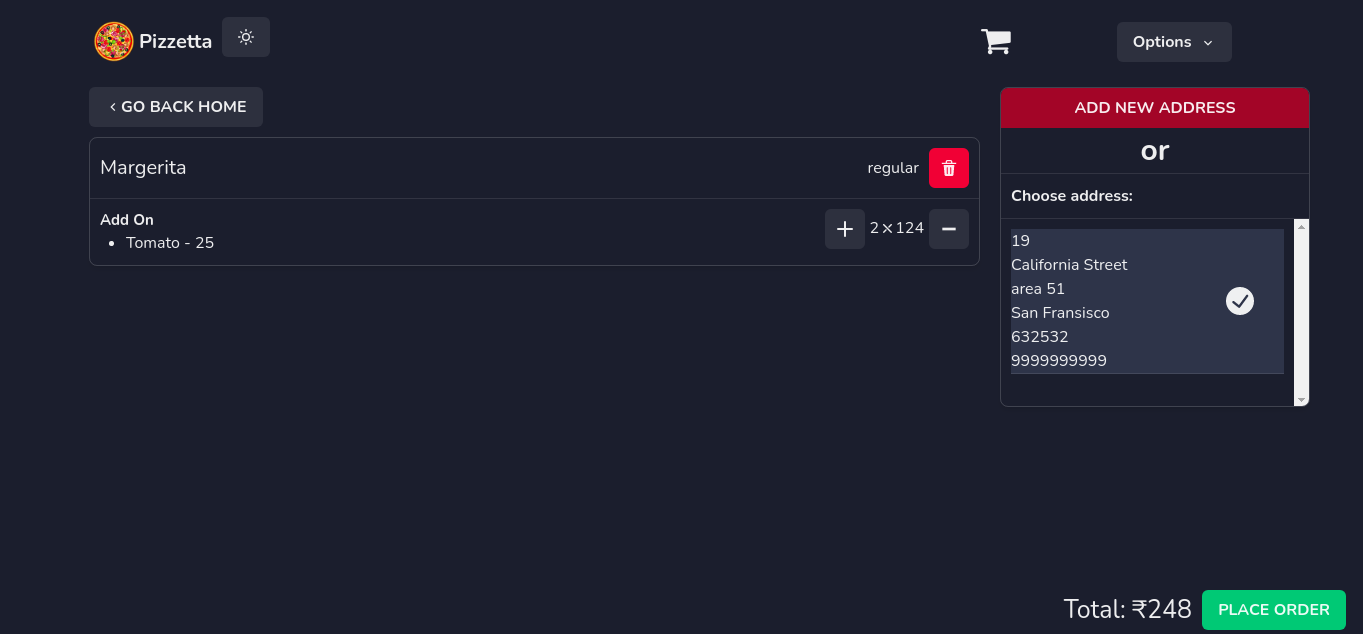 Pizzetta
Options
GO BACK HOME
ADD NEW ADDRESS
or
Margerita
regular
Choose address:
Add On
Tomato - 25
2×124
19
California Street
area 51
San Fransisco
632532
9999999999
Total: ₹248
PLACE ORDER